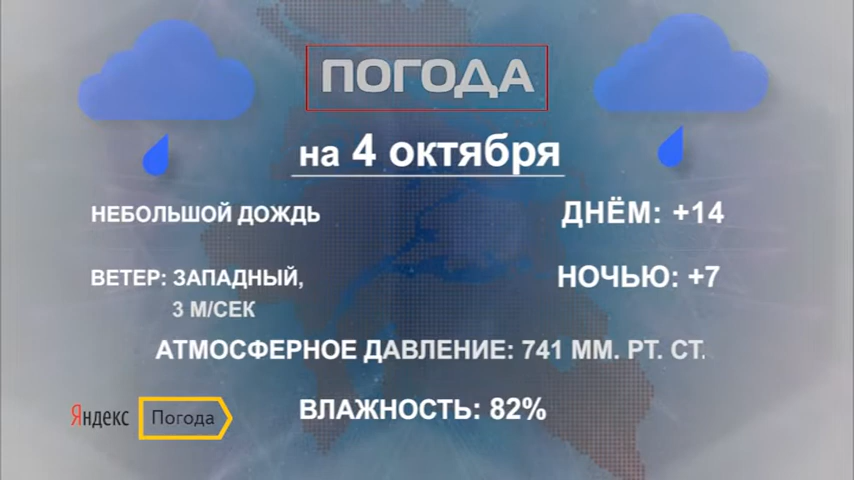 ПОГОДА
на 4 октября
НЕБОЛЬШОЙ ДОЖДЬ
ДНЁМ: +14
ВЕТЕР: ЗАПАДНЫЙ,
3 М/СЕК
НОЧЬЮ: +7
АТМОСФЕРНОЕ ДАВЛЕНИЕ: 741 ММ. РТ. СТ.
ВЛАЖНОСТЬ: 82%
Яндекс Погода